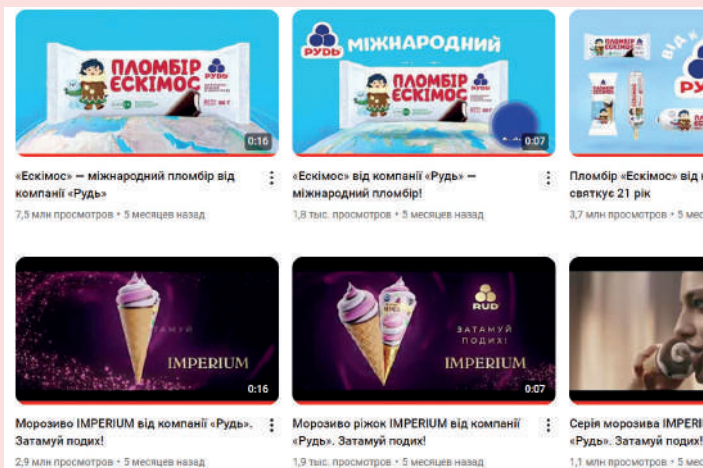 ПЛОМБІР
ЕСКІМОС
РУДЬ
0:16
РУДЬ
МІЖНАРОДНИЙ
ПЛОМБІР
ЕСКІМОС
0:07
ВІД К
РУ
«Ескімос» — міжнародний пломбір від
компанії «Рудь»
7,5 млн просмотров • 5 месяцев назад
«Ескімос» від компанії «Рудь» —
міжнародний пломбір!
1,8 тыс. просмотров • 5 месяцев назад
Пломбір «Ескімос» від
святкує 21 рік
3,7 млн просмотров • 5 мес
ЗАТАМУЙ
IMPERIUM
0:16
RUD
ЗАТАМУЙ
ПОДИХ!
IMPERIUM
0:07
Морозиво IMPERIUM від компанії «Рудь».
Затамуй подих!
2,9 млн просмотров • 5 месяцев назад
Морозиво ріжок IMPERIUM від компанії
«Рудь». Затамуй подих!
1,9 тыс. просмотров • 5 месяцев назад
Серія морозива IMPERI
«Рудь». Затамуй подих!
1,1 млн просмотров • 5 мес